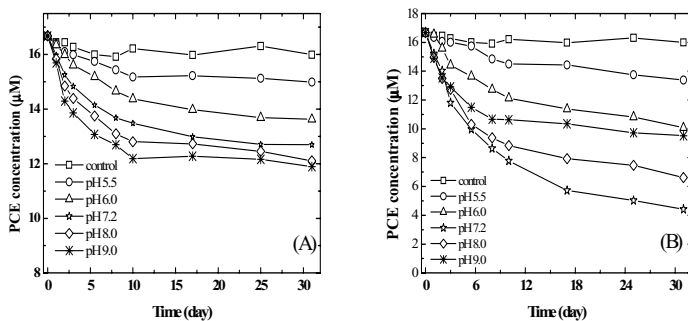 18
16
14
12
10
8
PCE concentration (μM)
control
pH5.5
pH6.0
pH7.2
pH8.0
pH9.0
(A)
0 5 10 15 20 25 30
Time (day)
18
16
14
12
10
8
6
4
PCE concentration (μM)
control
pH5.5
pH6.0
pH7.2
pH8.0
pH9.0
(B)
0 6 12 18 24 30
Time (day)